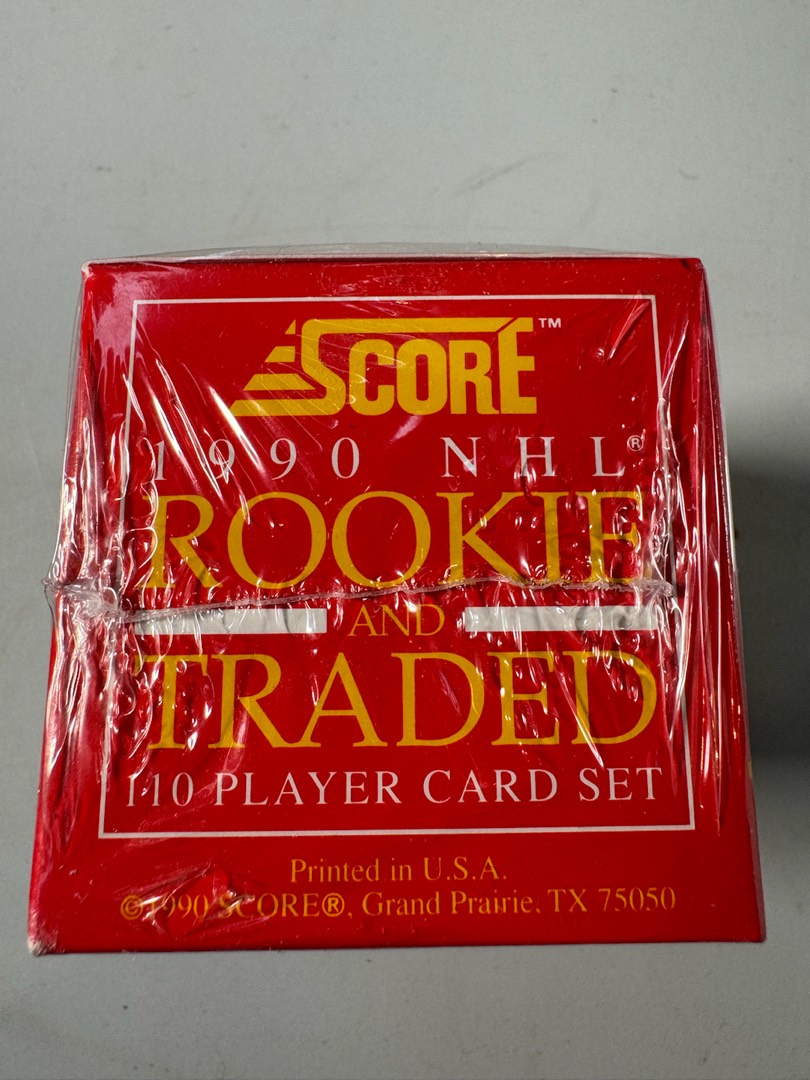 SCORE™
1990 NHL®
ROOKIE
AND
TRADED
110 PLAYER CARD SET
Printed in U.S.A.
©1990 SCORE®, Grand Prairie, TX 75050